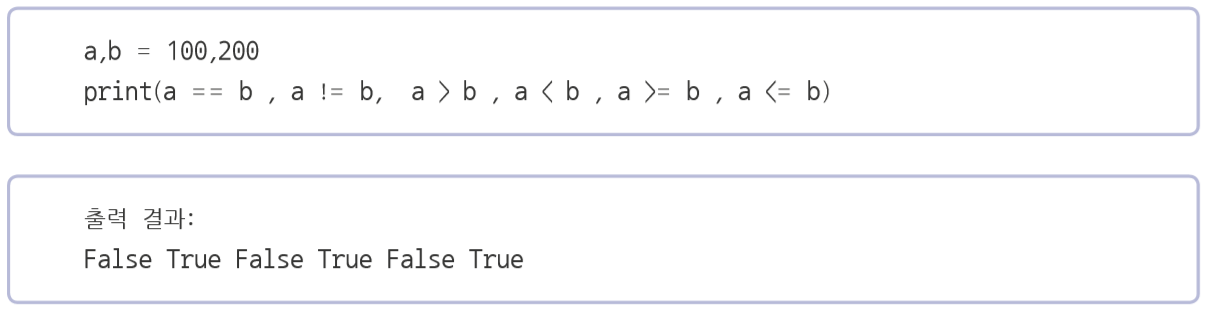 a,b = 100,200
print(a == b , a != b,  a > b , a < b , a >= b , a <= b)
출력 결과:
False True False True False True